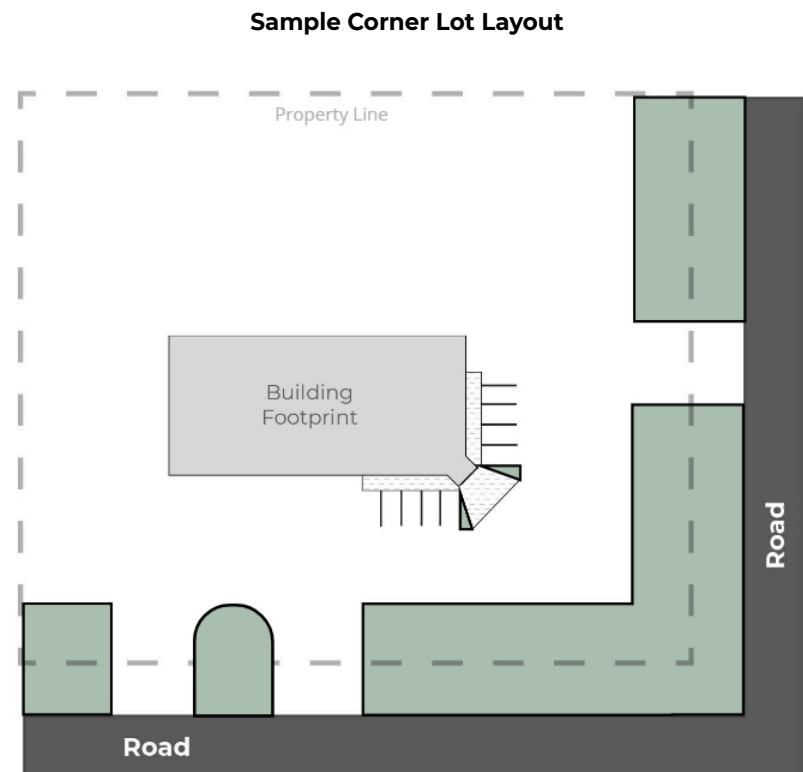 Sample Corner Lot Layout
Property Line
Building
Footprint
Road
Road